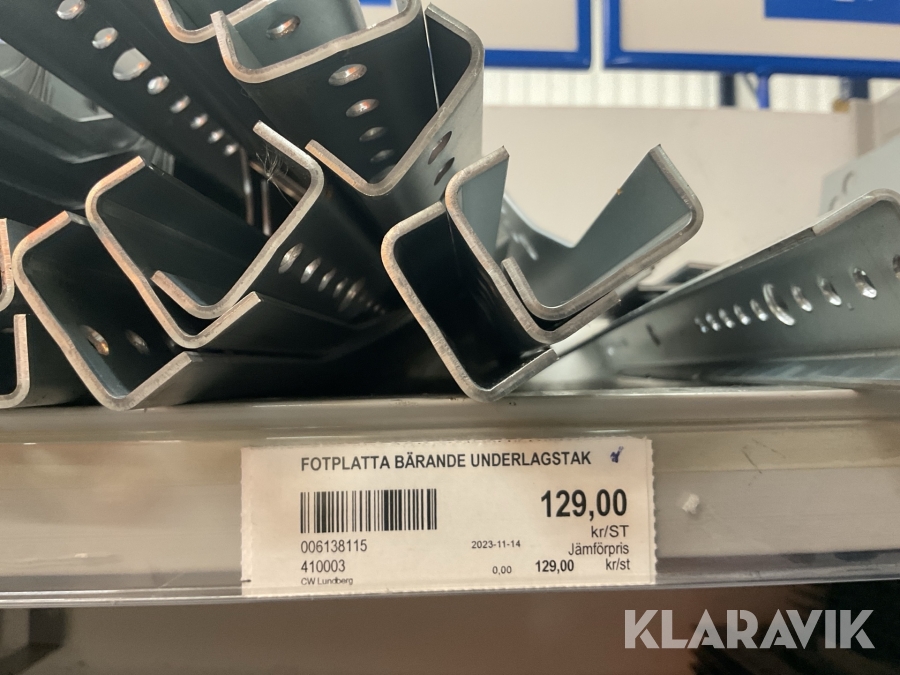 FOTPLATTA BÄRANDE UNDERLAGSTAK
129,00
kr/ST
006138115
2023-11-14
Jämförpris
410003
0,00
129,00
kr/st
CW Lundberg
KLARAVIK